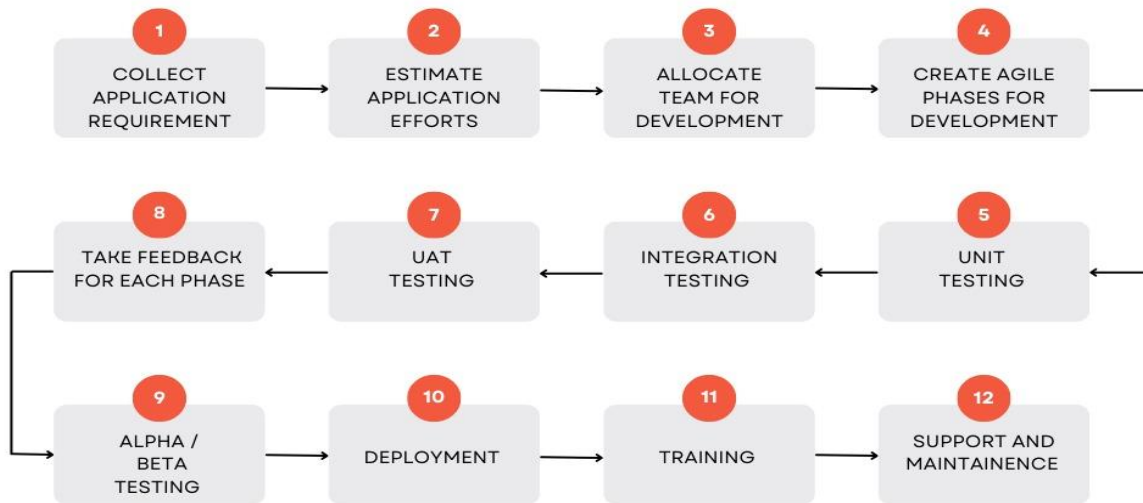 1
COLLECT
APPLICATION
REQUIREMENT
2
ESTIMATE
APPLICATION
EFFORTS
3
ALLOCATE
TEAM FOR
DEVELOPMENT
4
CREATE AGILE
PHASES FOR
DEVELOPMENT
5
UNIT
TESTING
6
INTEGRATION
TESTING
7
UAT
TESTING
8
TAKE FEEDBACK
FOR EACH PHASE
9
ALPHA /
BETA
TESTING
10
DEPLOYMENT
11
TRAINING
12
SUPPORT AND
MAINTAINENCE